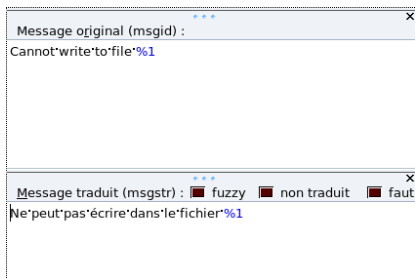 Message original (msgid) :
Cannot·write·to·file·%1
Message traduit (msgstr) : fuzzy non traduit faut
Ne·peut·pas·écrire·dans·le·fichier·%1